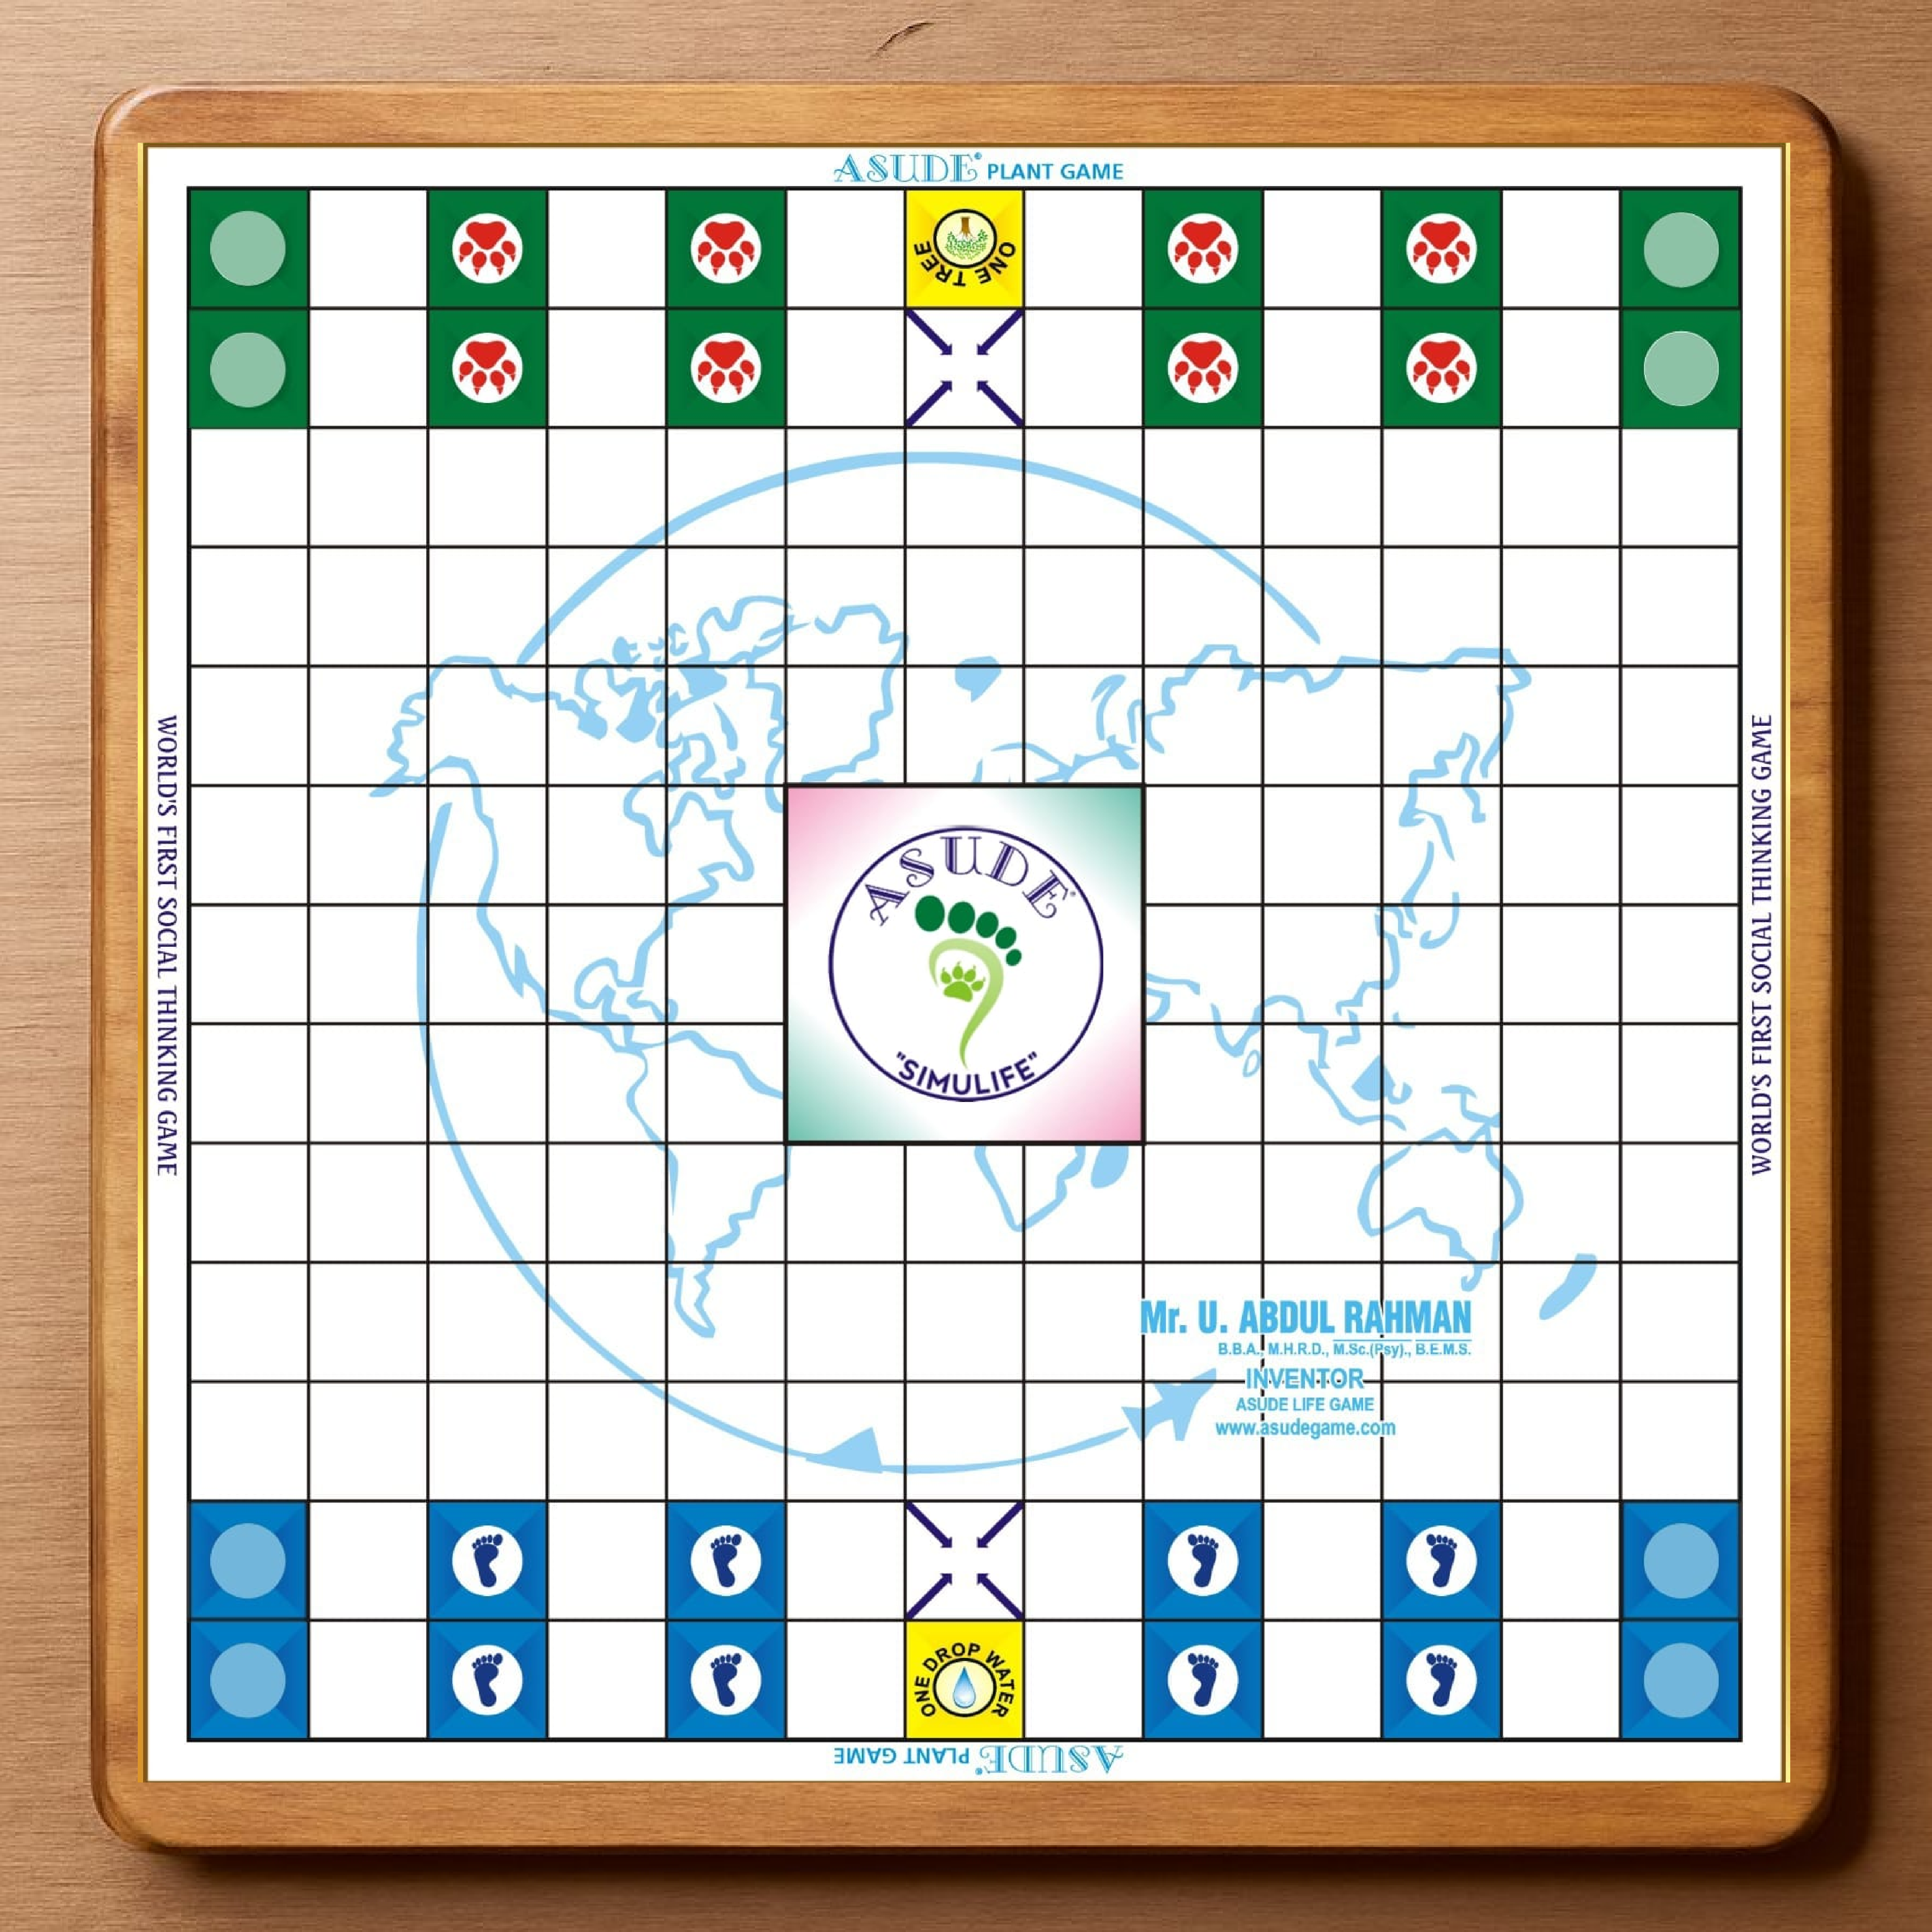 ASUDE® PLANT GAME
ONE TREE
WORLD'S FIRST SOCIAL THINKING GAME
WORLD'S FIRST SOCIAL THINKING GAME
ASUDE®
"SIMULIFE"
Mr. U. ABDUL RAHMAN
B.B.A., M.H.R.D., M.Sc.(Psy)., B.E.M.S.
INVENTOR
ASUDE LIFE GAME
www.asudegame.com
ONE DROP WATER
ASUDE® PLANT GAME